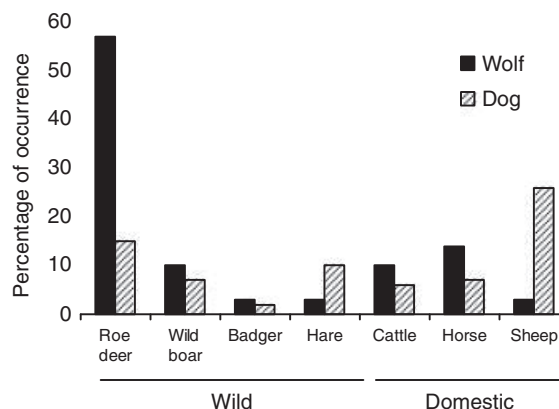 60
50
40
30
20
10
0
Percentage of occurrence
Wolf
Dog
Roe deer
Wild boar
Badger
Hare
Cattle
Horse
Sheep
Wild
Domestic